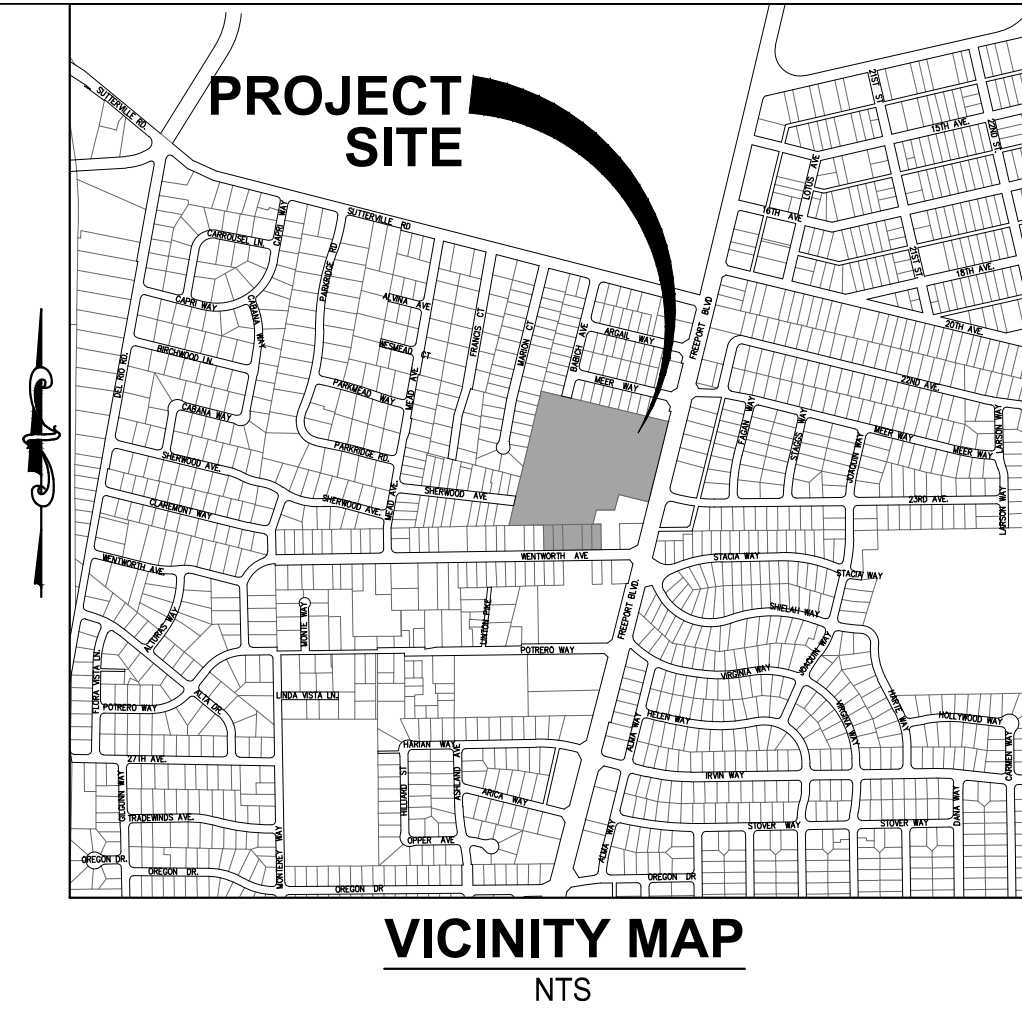 PROJECT
SITE
SUTTERVILLE RD.
SUTTERVILLE RD
21ST ST
15TH AVE.
22ND ST.
LOTUS AVE
16TH AVE
21ST ST.
18TH AVE.
20TH AVE.
22ND AVE.
CAPRI WAY
CARROUSEL LN.
CAPRI WAY
CABANA WAY
PARKRIDGE RD
ALVINA AVE
WESMEAD CT
FRANCIS CT
MARION CT
BABICH AVE
ARGAIL WAY
MEER WAY
FREEPORT BLVD
DEL RIO RD.
BIRCHWOOD LN.
CABANA WAY
PARKMEAD WAY
MEAD AVE
PARKRIDGE RD.
EAGAN WAY
STAGGS WAY
JOAQUIN WAY
MEER WAY
MEER WAY
LARSON WAY
23RD AVE.
LARSON WAY
SHERWOOD AVE.
CLAREMONT WAY
SHERWOOD AVE.
MEAD AVE.
SHERWOOD AVE
WENTWORTH AVE.
WENTWORTH AVE
STACIA WAY
STACIA WAY
ALTURAS WAY
MONTE WAY
LINTON PIKE
FREEPORT BLVD.
SHIELAH WAY
JOAQUIN WAY
FLORA VISTA LN.
POTRERO WAY
ALTA DR.
LINDA VISTA LN.
POTRERO WAY
VIRGINIA WAY
VIRGINIA WAY
HARTE WAY
HOLLYWOOD WAY
CARMEN WAY
ALMA WAY
HELEN WAY
27TH AVE.
HARIAN WAY
HILLIARD ST
ASHLAND AVE
ARICA WAY
IRVIN WAY
DANA WAY
GILGUNN WAY
TRADEWINDS AVE.
MONTEREY WAY
OPPER AVE
ALMA WAY
STOVER WAY
STOVER WAY
OREGON DR.
OREGON DR.
OREGON DR
OREGON DR
VICINITY MAP
NTS